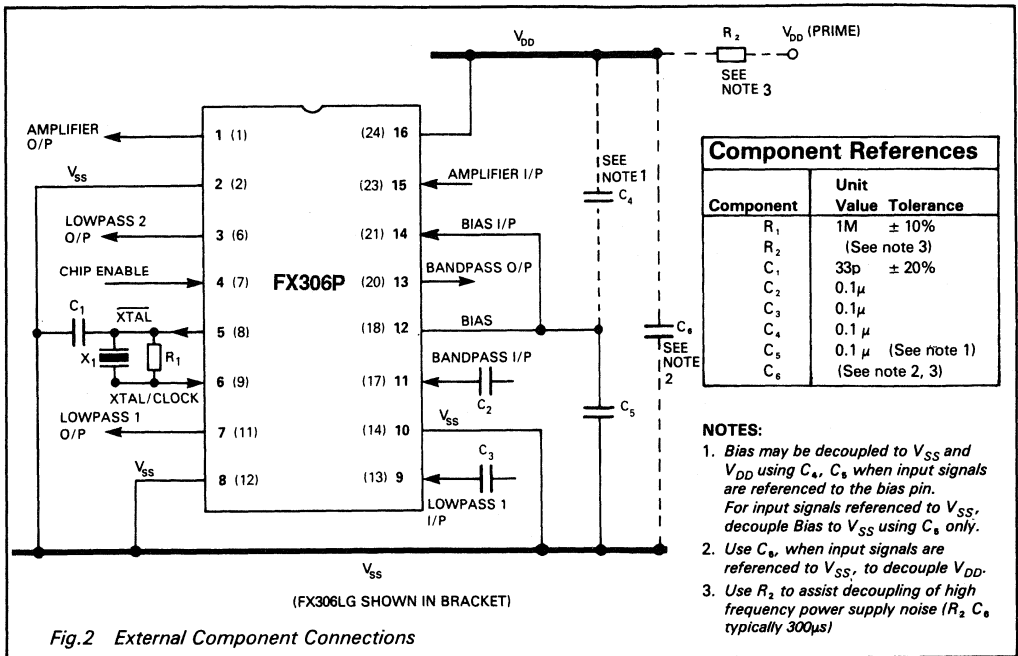 V_DD
R₂
V_DD (PRIME)
SEE
NOTE 3
AMPLIFIER
O/P
1 (1)
(24) 16
V_SS
2 (2)
(23) 15
AMPLIFIER I/P
SEE
NOTE 1
C₄
LOWPASS 2
O/P
3 (6)
(21) 14
BIAS I/P
CHIP ENABLE
4 (7)
FX306P
(20) 13
BANDPASS O/P
C₁
XTAL
5 (8)
(18) 12
BIAS
C₆
SEE
NOTE
2
X₁
R₁
6 (9)
XTAL/CLOCK
(17) 11
BANDPASS I/P
C₂
C₅
LOWPASS 1
O/P
7 (11)
(14) 10
V_SS
V_SS
8 (12)
(13) 9
C₃
LOWPASS 1
I/P
V_SS
(FX306LG SHOWN IN BRACKET)
Fig.2 External Component Connections
Component References
Component Unit Value Tolerance
R₁ 1M ± 10%
R₂ (See note 3)
C₁ 33p ± 20%
C₂ 0.1μ
C₃ 0.1μ
C₄ 0.1 μ
C₅ 0.1 μ (See note 1)
C₆ (See note 2, 3)
NOTES:
1. Bias may be decoupled to V_SS and
V_DD using C₄, C₅ when input signals
are referenced to the bias pin.
For input signals referenced to V_SS,
decouple Bias to V_SS using C₅ only.
2. Use C₆, when input signals are
referenced to V_SS, to decouple V_DD.
3. Use R₂ to assist decoupling of high
frequency power supply noise (R₂ C₆
typically 300μs)